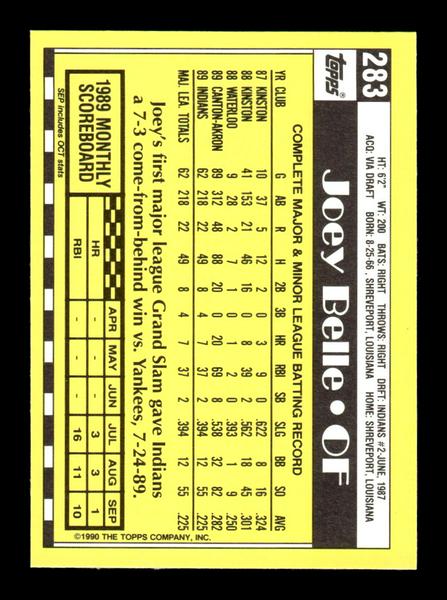 283
Topps®
Joey Belle • OF
HT: 6'2" WT: 200 BATS: RIGHT THROWS: RIGHT DRFT: INDIANS #2-JUNE, 1987
ACQ: VIA DRAFT BORN: 8-25-66, SHREVEPORT, LOUISIANA HOME: SHREVEPORT, LOUISIANA
COMPLETE MAJOR & MINOR LEAGUE BATTING RECORD
YR CLUB G AB R H 2B 3B HR RBI SB SLG BB SO AVG
87 KINSTON 10 37 5 12 2 0 3 9 0 .622 8 16 .324
88 KINSTON 41 153 21 46 16 0 8 39 2 .562 18 45 .301
88 WATERLOO 9 28 2 7 1 0 1 2 0 .393 1 9 .250
89 CANTON-AKRON 89 312 48 88 20 0 20 69 8 .538 32 82 .282
89 INDIANS 62 218 22 49 8 4 7 37 2 .394 12 55 .225
MAJ. LEA. TOTALS 62 218 22 49 8 4 7 37 2 .394 12 55 .225
Joey's first major league Grand Slam gave Indians
a 7-3 come-from-behind win vs. Yankees, 7-24-89.
1989 MONTHLY
SCOREBOARD
APR MAY JUN JUL AUG SEP
HR - - - 3 3 1
RBI - - - 16 11 10
SEP includes OCT stats
©1990 THE TOPPS COMPANY, INC.